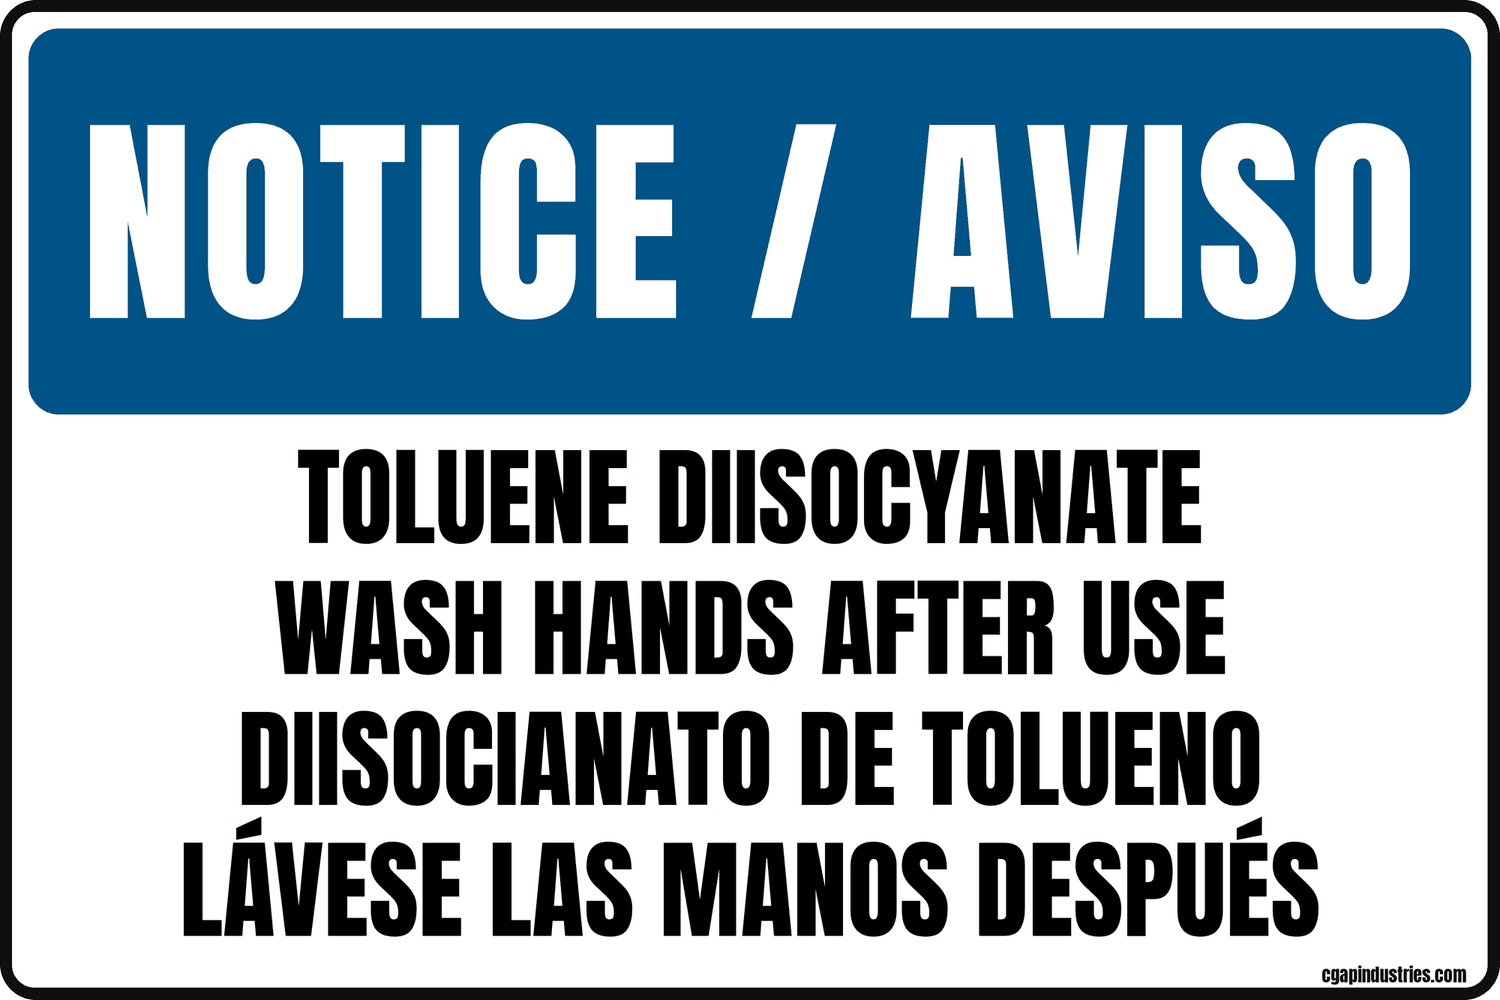 NOTICE / AVISO
TOLUENE DIISOCYANATE
WASH HANDS AFTER USE
DIISOCIANATO DE TOLUENO
LÁVESE LAS MANOS DESPUÉS
cgapindustries.com